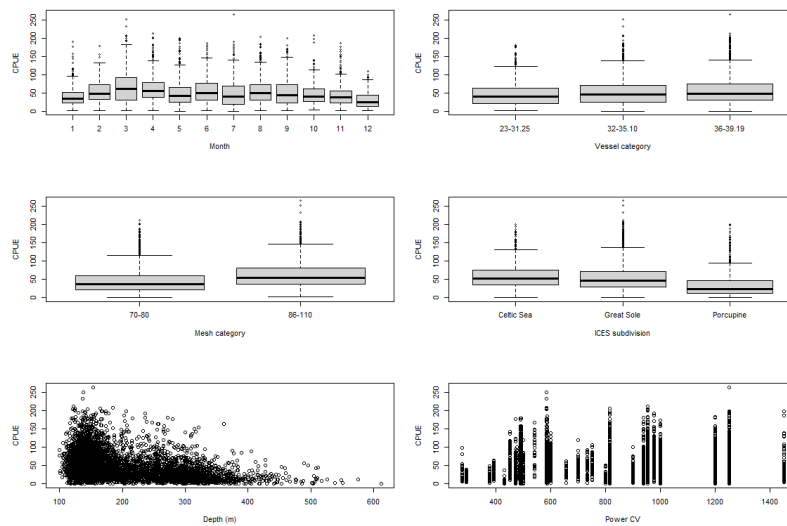 CPUE
0 50 100 150 200 250
1 2 3 4 5 6 7 8 9 10 11 12
Month
CPUE
0 50 100 150 200 250
23-31.25 32-35.10 36-39.19
Vessel category
CPUE
0 50 100 150 200 250
70-80 86-110
Mesh category
CPUE
0 50 100 150 200 250
Celtic Sea Great Sole Porcupine
ICES subdivision
CPUE
0 50 100 150 200 250
100 200 300 400 500 600
Depth (m)
CPUE
0 50 100 150 200 250
400 600 800 1000 1200 1400
Power CV